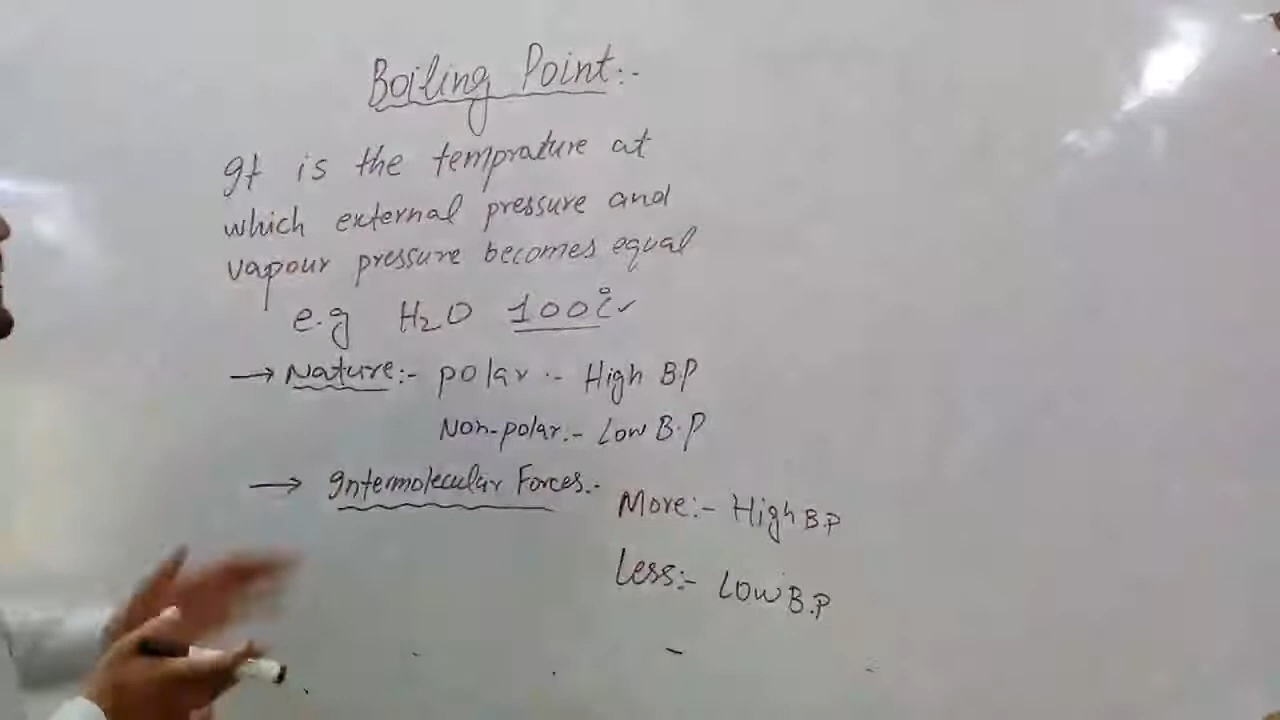 Boiling Point:-
It is the temprature at
which external pressure and
vapour pressure becomes equal
e.g H₂O 100°C ✓
→ Nature:- polar :- High B.P
Non-polar:- Low B.P
→ Intermolecular Forces:-
More:- High B.P
Less:- Low B.P